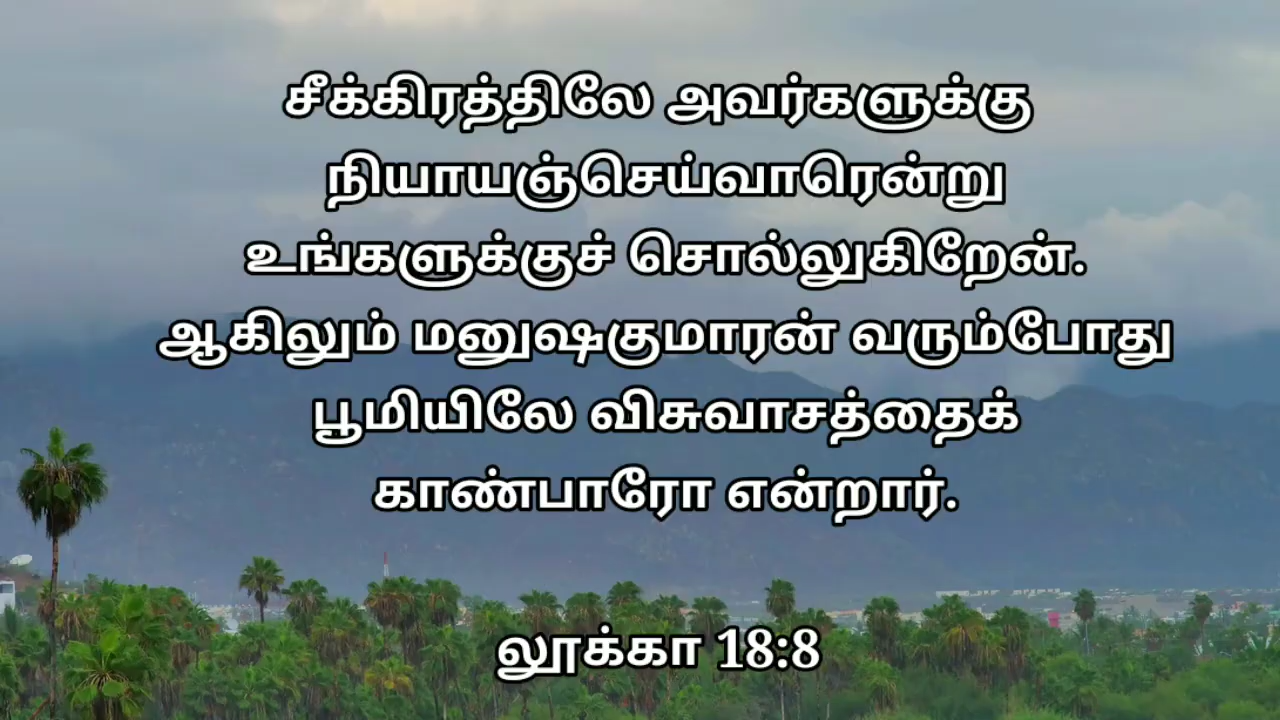 சீக்கிரத்திலே அவர்களுக்கு
நியாயஞ்செய்வாரென்று
உங்களுக்குச் சொல்லுகிறேன்.
ஆகிலும் மனுஷகுமாரன் வரும்போது
பூமியிலே விசுவாசத்தைக்
காண்பாரோ என்றார்.
லூக்கா 18:8